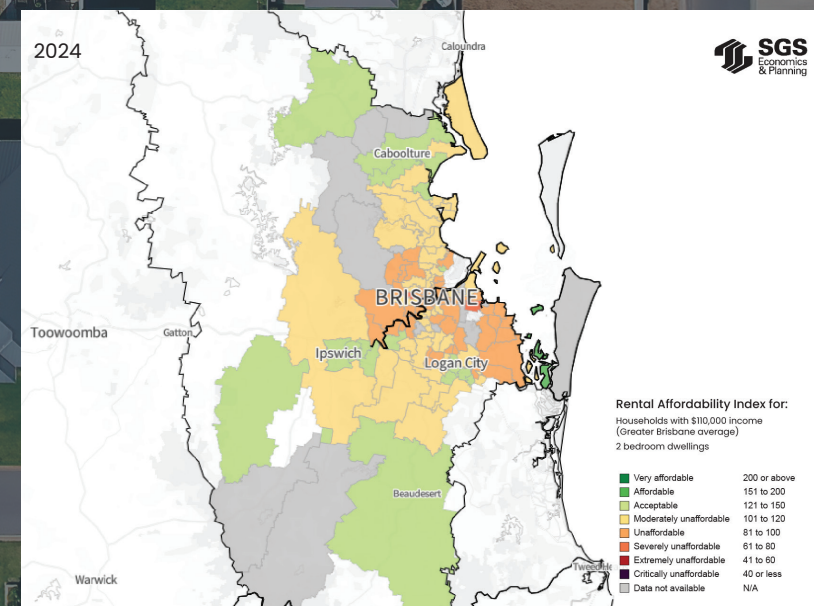 2024
Caloundra
SGS
Economics
& Planning
Caboolture
BRISBANE
Toowoomba
Gatton
Ipswich
Logan City
Beaudesert
Warwick
Rental Affordability Index for:
Households with $110,000 income
(Greater Brisbane average)
2 bedroom dwellings
Very affordable 200 or above
Affordable 151 to 200
Acceptable 121 to 150
Moderately unaffordable 101 to 120
Unaffordable 81 to 100
Severely unaffordable 61 to 80
Extremely unaffordable 41 to 60
Critically unaffordable 40 or less
Data not available N/A